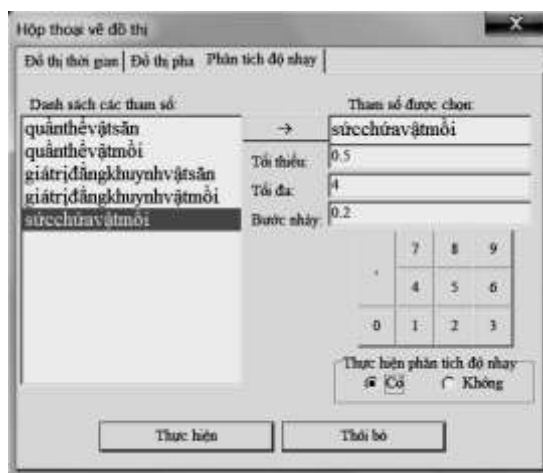 Hộp thoại vẽ đồ thị
Đồ thị thời gian Đồ thị pha Phân tích độ nhạy
Danh sách các tham số:
Tham số được chọn:
quầnthểvậtsăn
quầnthểvậtmồi
giátrịđẳngkhuynhvậtsăn
giátrịđẳngkhuynhvậtmồi
sứcchứavậtmồi
→
sứcchứavậtmồi
Tối thiểu: 0.5
Tối đa: 4
Bước nhảy: 0.2
7 8 9
. 4 5 6
0 1 2 3
Thực hiện phân tích độ nhạy
Có Không
Thực hiện Thôi bỏ